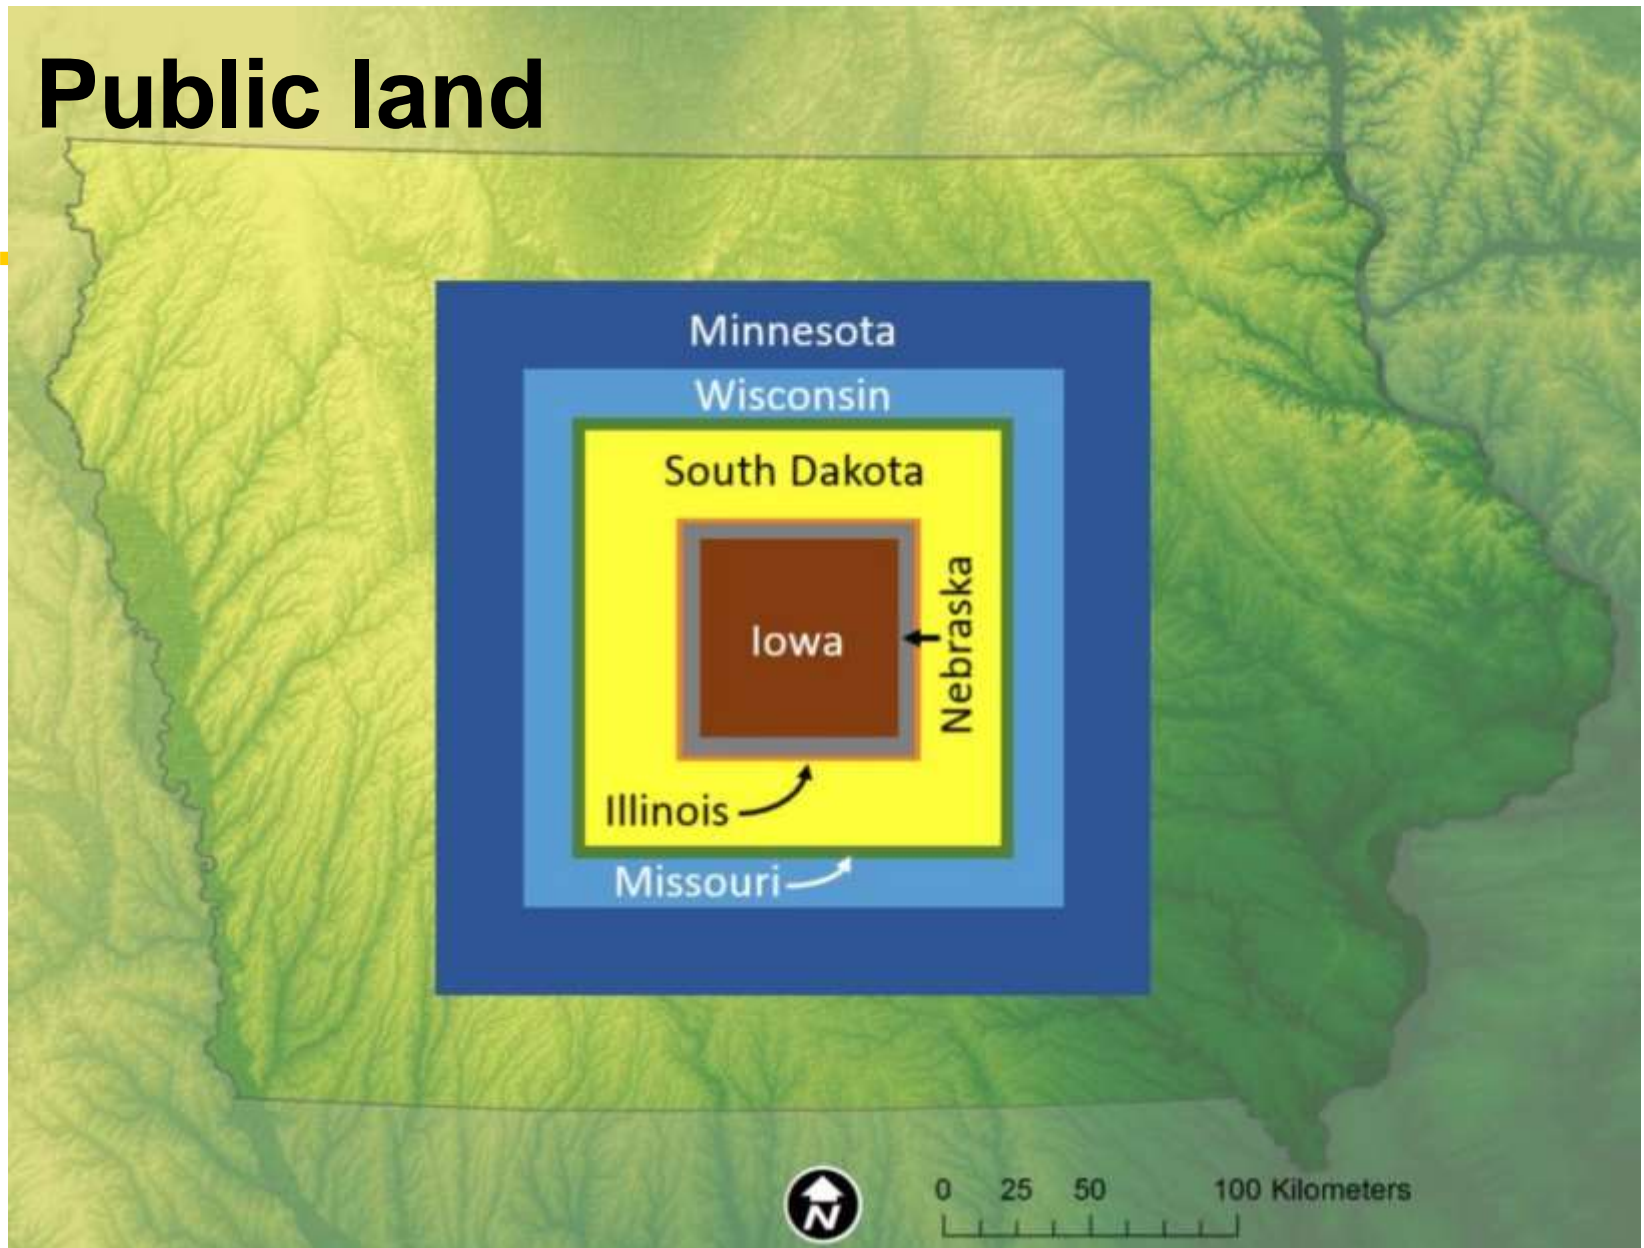 Public land
Minnesota
Wisconsin
South Dakota
Iowa
Nebraska
Illinois
Missouri
N
0 25 50 100 Kilometers